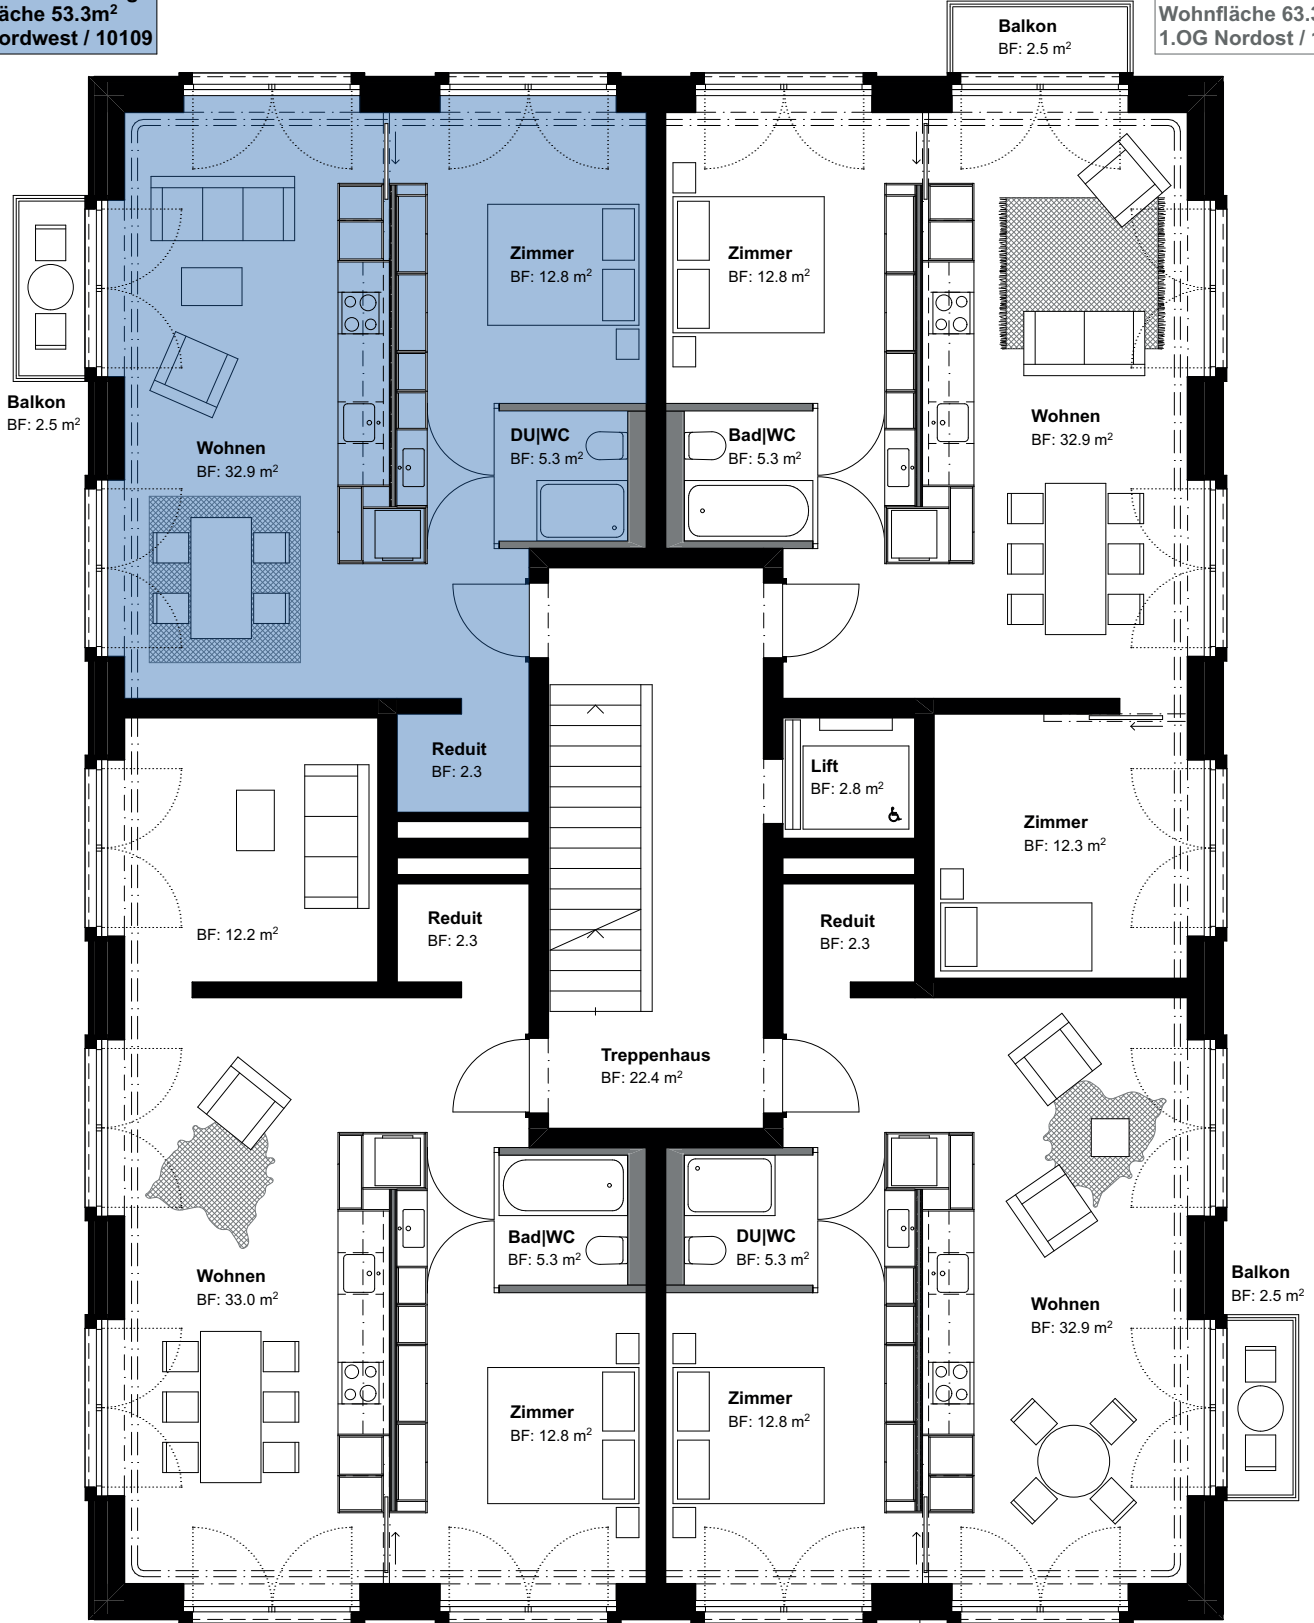 53.3m²
/ 10109
Wohnfläche
1.OG Nordost /
Balkon
BF: 2.5 m²
Zimmer
BF: 12.8 m²
Zimmer
BF: 12.8 m²
Balkon
BF: 2.5 m²
Wohnen
BF: 32.9 m²
DU|WC
BF: 5.3 m²
Bad|WC
BF: 5.3 m²
Wohnen
BF: 32.9 m²
Reduit
BF: 2.3
Lift
BF: 2.8 m²
Zimmer
BF: 12.3 m²
BF: 12.2 m²
Reduit
BF: 2.3
Reduit
BF: 2.3
Treppenhaus
BF: 22.4 m²
Wohnen
BF: 33.0 m²
Bad|WC
BF: 5.3 m²
DU|WC
BF: 5.3 m²
Wohnen
BF: 32.9 m²
Balkon
BF: 2.5 m²
Zimmer
BF: 12.8 m²
Zimmer
BF: 12.8 m²